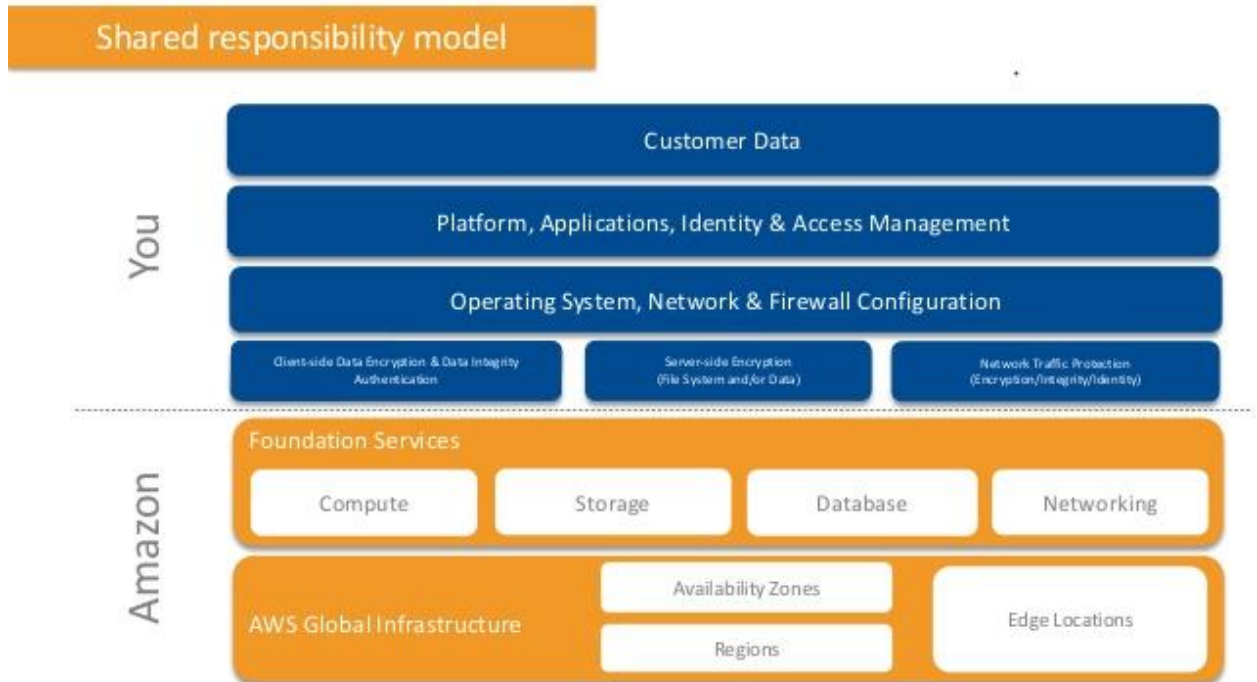 Shared responsibility model
You
Customer Data
Platform, Applications, Identity & Access Management
Operating System, Network & Firewall Configuration
Client-side Data Encryption & Data Integrity
Authentication
Server-side Encryption
(File System and/or Data)
Network Traffic Protection
(Encryption/Integrity/Identity)
Amazon
Foundation Services
Compute
Storage
Database
Networking
AWS Global Infrastructure
Availability Zones
Regions
Edge Locations